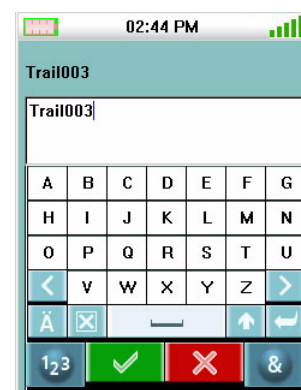 02:44 PM
Trail003
Trail003
A B C D E F G
H I J K L M N
O P Q R S T U
< V W X Y Z >
Ä
123 &